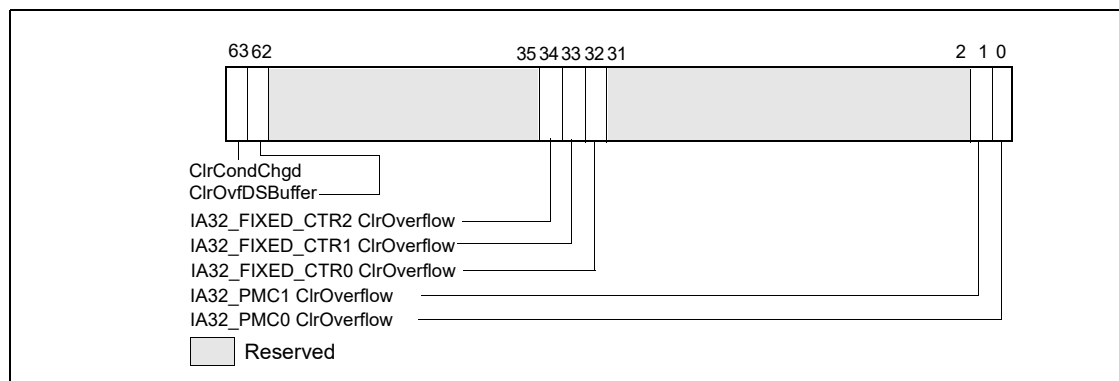 63 62 35 34 33 32 31 2 1 0
ClrCondChgd
ClrOvfDSBuffer
IA32_FIXED_CTR2 ClrOverflow
IA32_FIXED_CTR1 ClrOverflow
IA32_FIXED_CTR0 ClrOverflow
IA32_PMC1 ClrOverflow
IA32_PMC0 ClrOverflow
Reserved